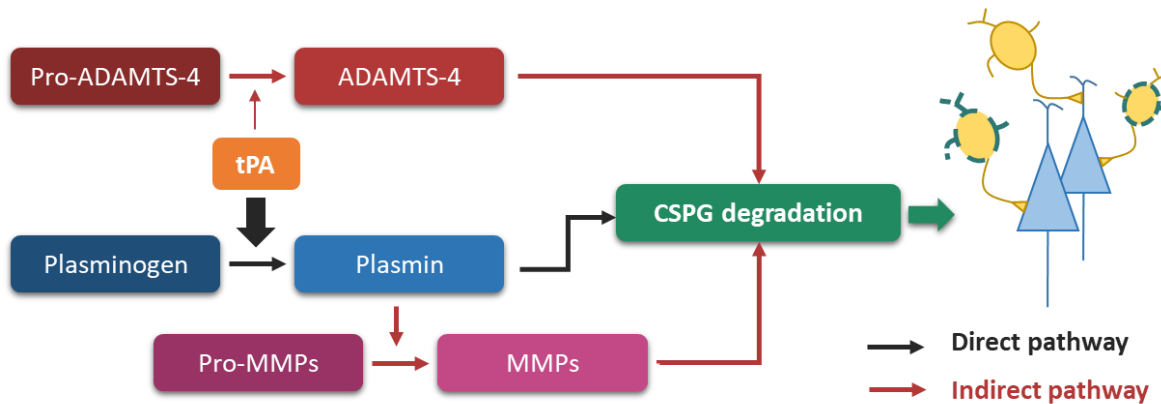 Pro-ADAMTS-4
ADAMTS-4
tPA
CSPG degradation
Plasminogen
Plasmin
Pro-MMPs
MMPs
Direct pathway
Indirect pathway